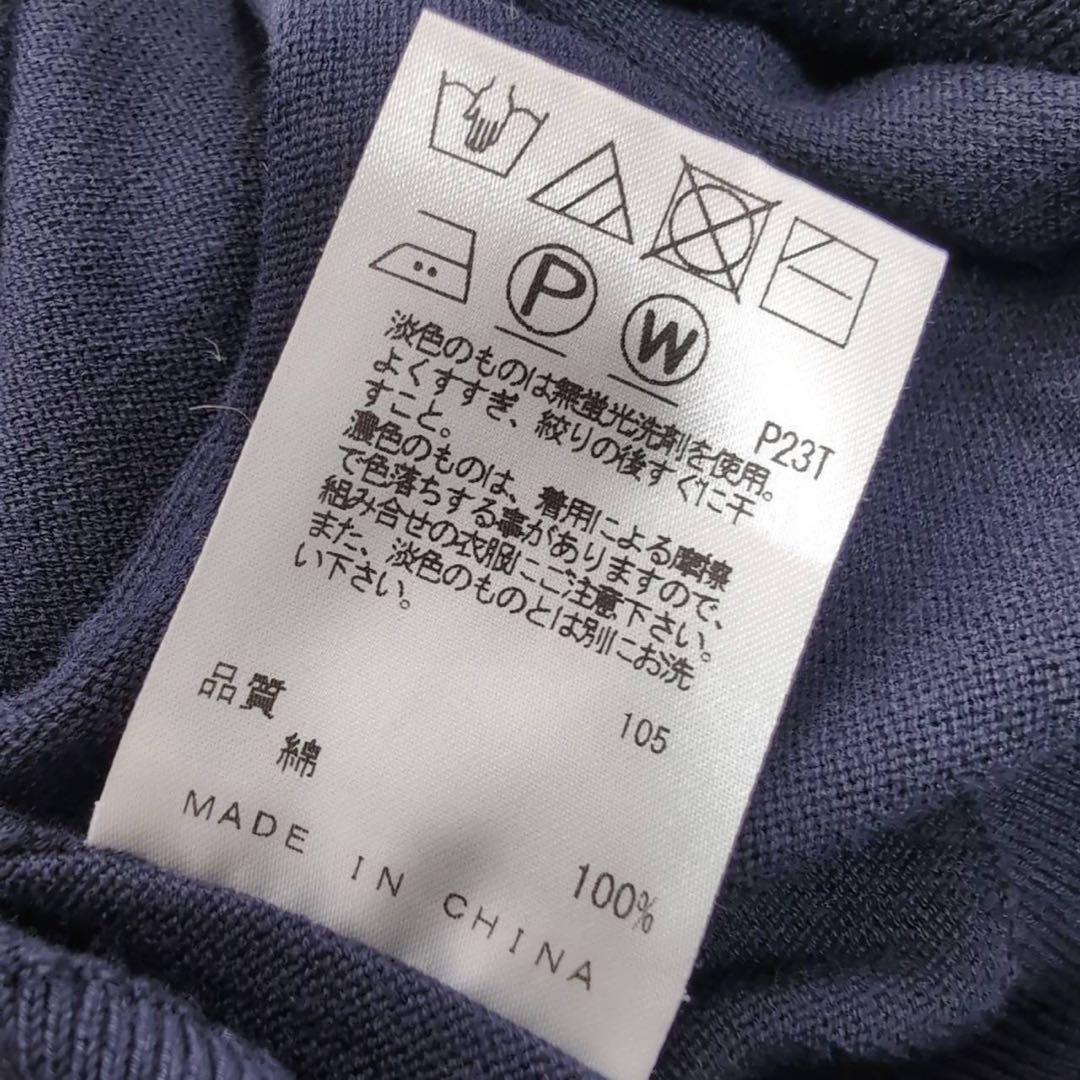 P
W
P23T
淡色のものは無蛍光洗剤を使用。
よくすすぎ、絞りの後すぐに干
すこと。
濃色のものは、着用による摩擦
で色落ちする事がありますので、
組み合せの衣服にご注意下さい。
また、淡色のものとは別にお洗
い下さい。
105
品質
綿 100%
MADE IN CHINA